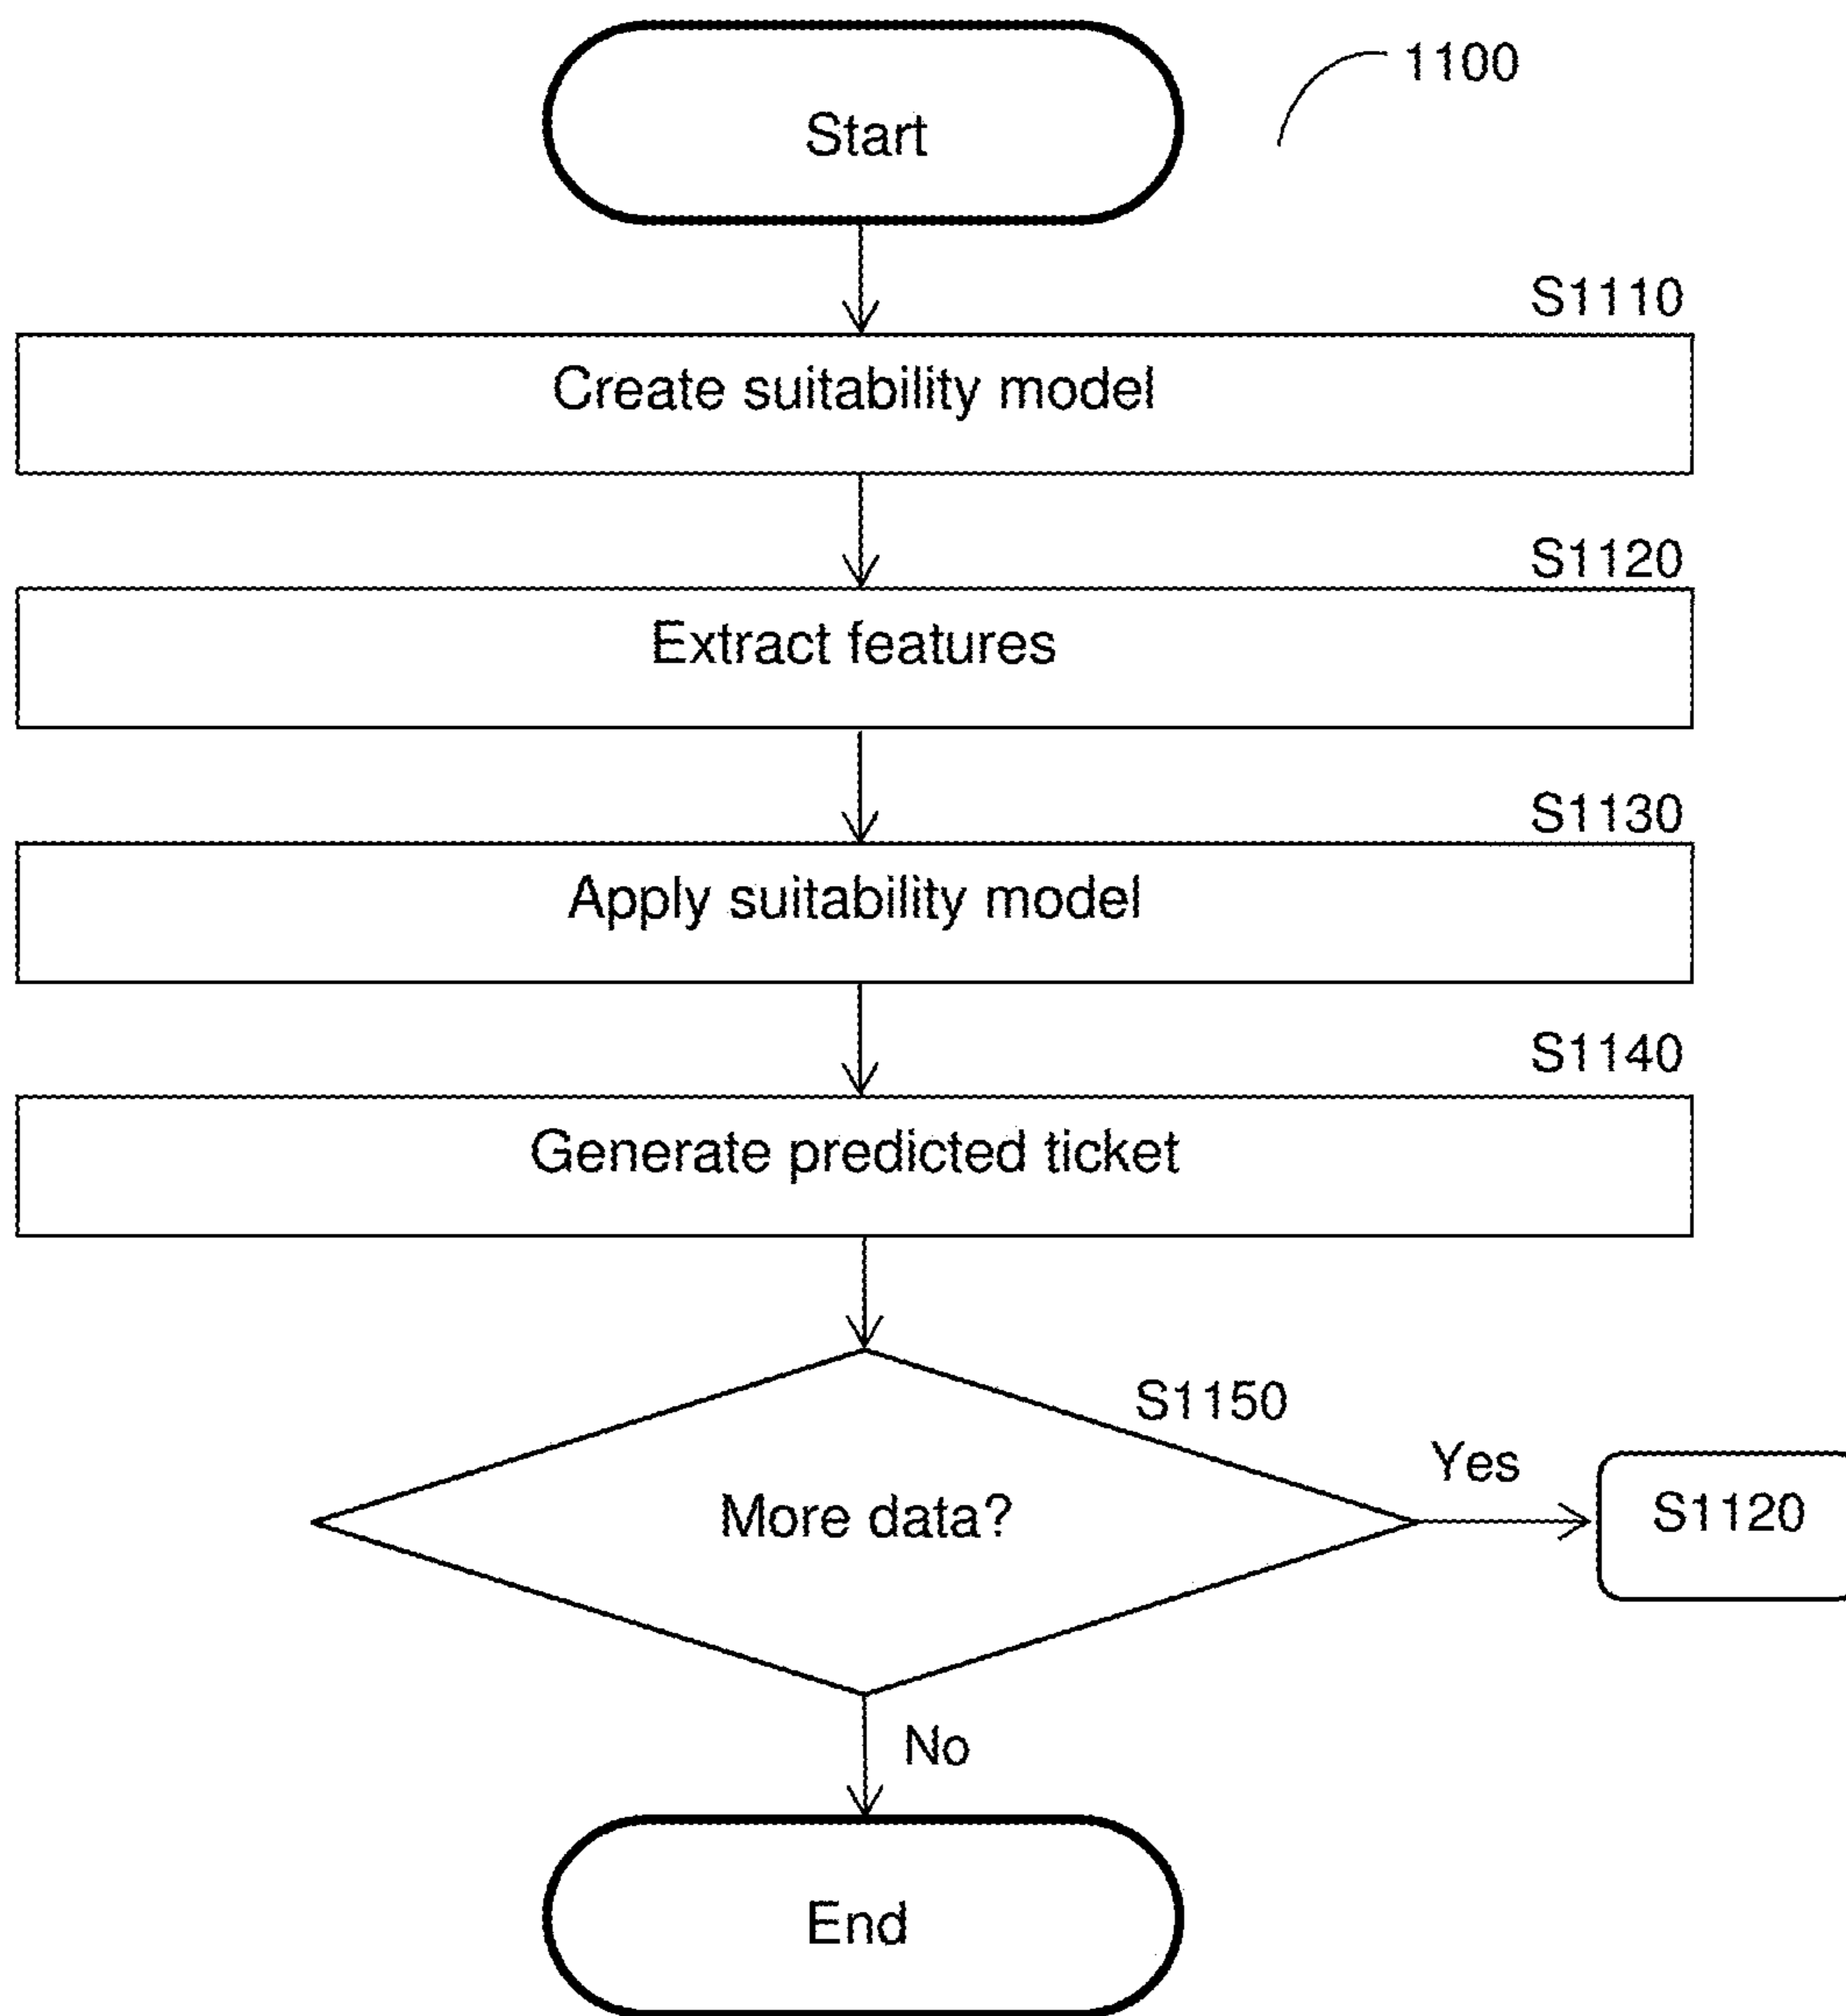 Start
1100
S1110
Create suitability model
S1120
Extract features
S1130
Apply suitability model
S1140
Generate predicted ticket
S1150
More data?
Yes
S1120
No
End